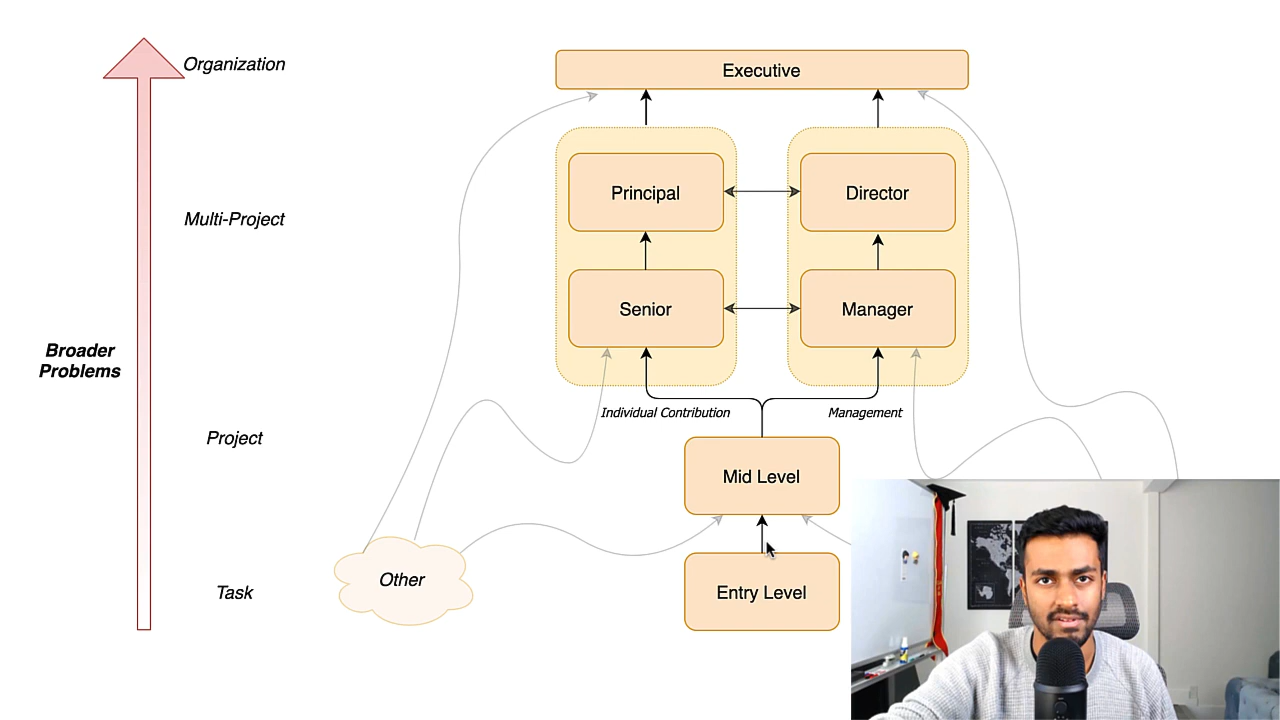 Organization
Executive
Principal
Director
Multi-Project
Senior
Manager
Broader
Problems
Individual Contribution
Management
Project
Mid Level
Other
Task
Entry Level